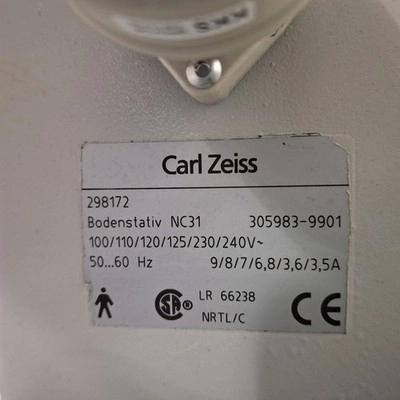 Carl Zeiss
298172
Bodenstativ NC31 305983-9901
100/110/120/125/230/240V~
50...60 Hz 9/8/7/6,8/3,6/3,5A
LR 66238
NRTL/C